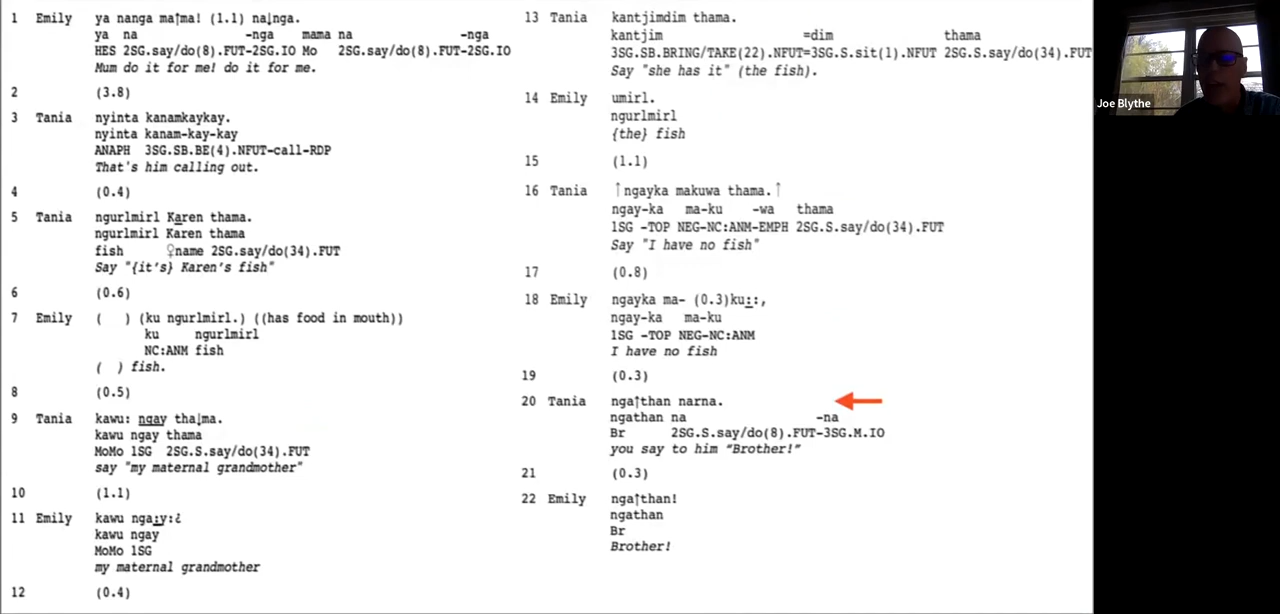 1 Emily ya nanga ma↑ma! (1.1) na↓nga.
ya na -nga mama na -nga
HES 2SG.say/do(8).FUT-2SG.IO Mo 2SG.say/do(8).FUT-2SG.IO
Mum do it for me! do it for me.
2 (3.8)
3 Tania nyinta kanamkaykay.
nyinta kanam-kay-kay
ANAPH 3SG.SB.BE(4).NFUT-call-RDP
That's him calling out.
4 (0.4)
5 Tania ngurlmirl Karen thama.
ngurlmirl Karen thama
fish ♀name 2SG.say/do(34).FUT
Say "{it's} Karen's fish"
6 (0.6)
7 Emily ( ) (ku ngurlmirl.) ((has food in mouth))
ku ngurlmirl
NC:ANM fish
( ) fish.
8 (0.5)
9 Tania kawu: ngay tha↓ma.
kawu ngay thama
MoMo 1SG 2SG.S.say/do(34).FUT
say "my maternal grandmother"
10 (1.1)
11 Emily kawu nga:y:¿
kawu ngay
MoMo 1SG
my maternal grandmother
12 (0.4)
13 Tania kantjimdim thama.
kantjim =dim thama
3SG.SB.BRING/TAKE(22).NFUT=3SG.S.sit(1).NFUT 2SG.S.say/do(34).FUT
Say "she has it" (the fish).
14 Emily umirl.
ngurlmirl
{the} fish
15 (1.1)
16 Tania ↑ngayka makuwa thama.↑
ngay-ka ma-ku -wa thama
1SG -TOP NEG-NC:ANM-EMPH 2SG.S.say/do(34).FUT
Say "I have no fish"
17 (0.8)
18 Emily ngayka ma- (0.3)ku::,
ngay-ka ma-ku
1SG -TOP NEG-NC:ANM
I have no fish
19 (0.3)
20 Tania nga↑than narna.
ngathan na -na
Br 2SG.S.say/do(8).FUT-3SG.M.IO
you say to him "Brother!"
21 (0.3)
22 Emily nga↑than!
ngathan
Br
Brother!
Joe Blythe